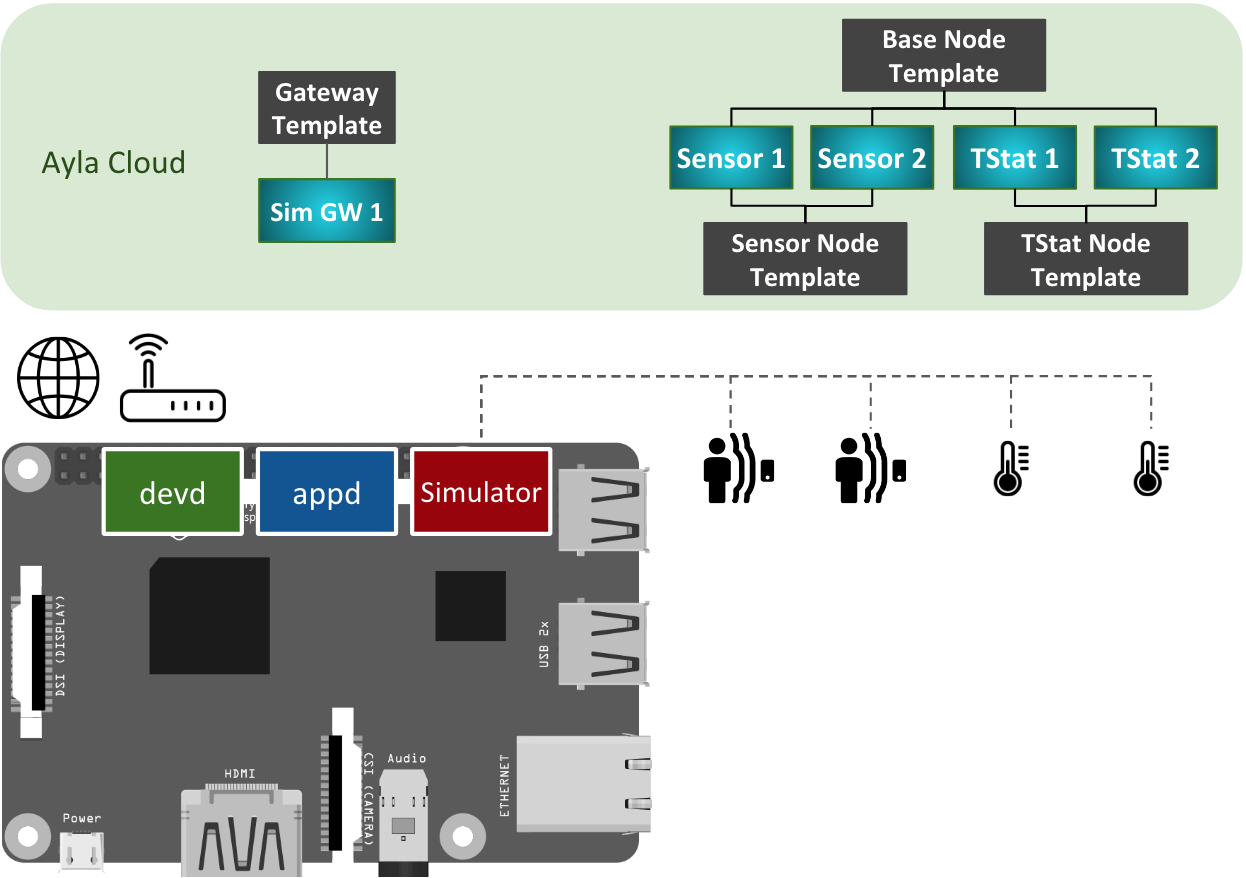 Base Node
Template
Gateway
Template
Ayla Cloud
Sensor 1
Sensor 2
TStat 1
TStat 2
Sim GW 1
Sensor Node
Template
TStat Node
Template
devd
appd
Simulator
DSI (DISPLAY)
USB 2x
ETHERNET
CSI (CAMERA)
Audio
HDMI
Power